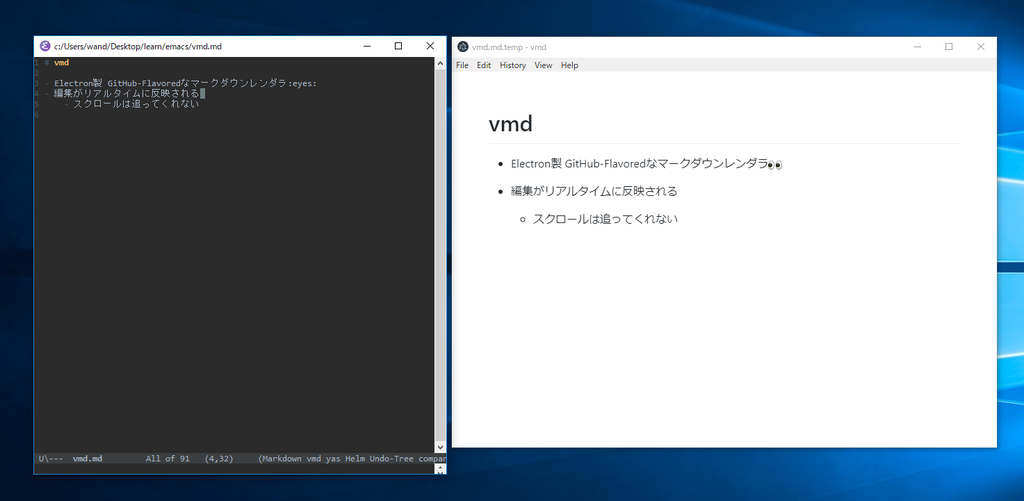 c:/Users/wand/Desktop/learn/emacs/vmd.md
1 # vmd
2
3 - Electron製 GitHub-Flavoredなマークダウンレンダラ:eyes:
4 - 編集がリアルタイムに反映される
5 - スクロールは追ってくれない
6
U\--- vmd.md All of 91 (4,32) (Markdown vmd yas Helm Undo-Tree compan
vmd.md.temp - vmd
File Edit History View Help
vmd
• Electron製 GitHub-Flavoredなマークダウンレンダラ👀
• 編集がリアルタイムに反映される
○ スクロールは追ってくれない